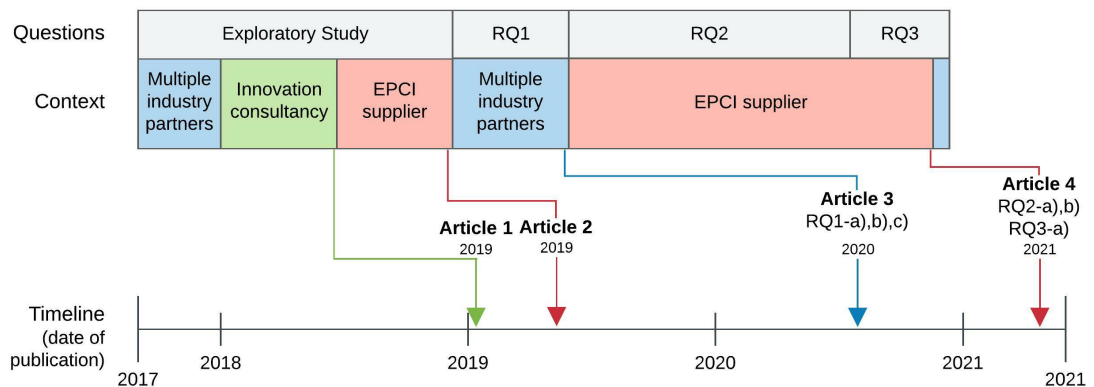 Questions
Exploratory Study
RQ1
RQ2
RQ3
Context
Multiple
industry
partners
Innovation
consultancy
EPCI
supplier
Multiple
industry
partners
EPCI supplier
Article 1
2019
Article 2
2019
Article 3
RQ1-a),b),c)
2020
Article 4
RQ2-a),b)
RQ3-a)
2021
Timeline
(date of
publication)
2017
2018
2019
2020
2021
2021